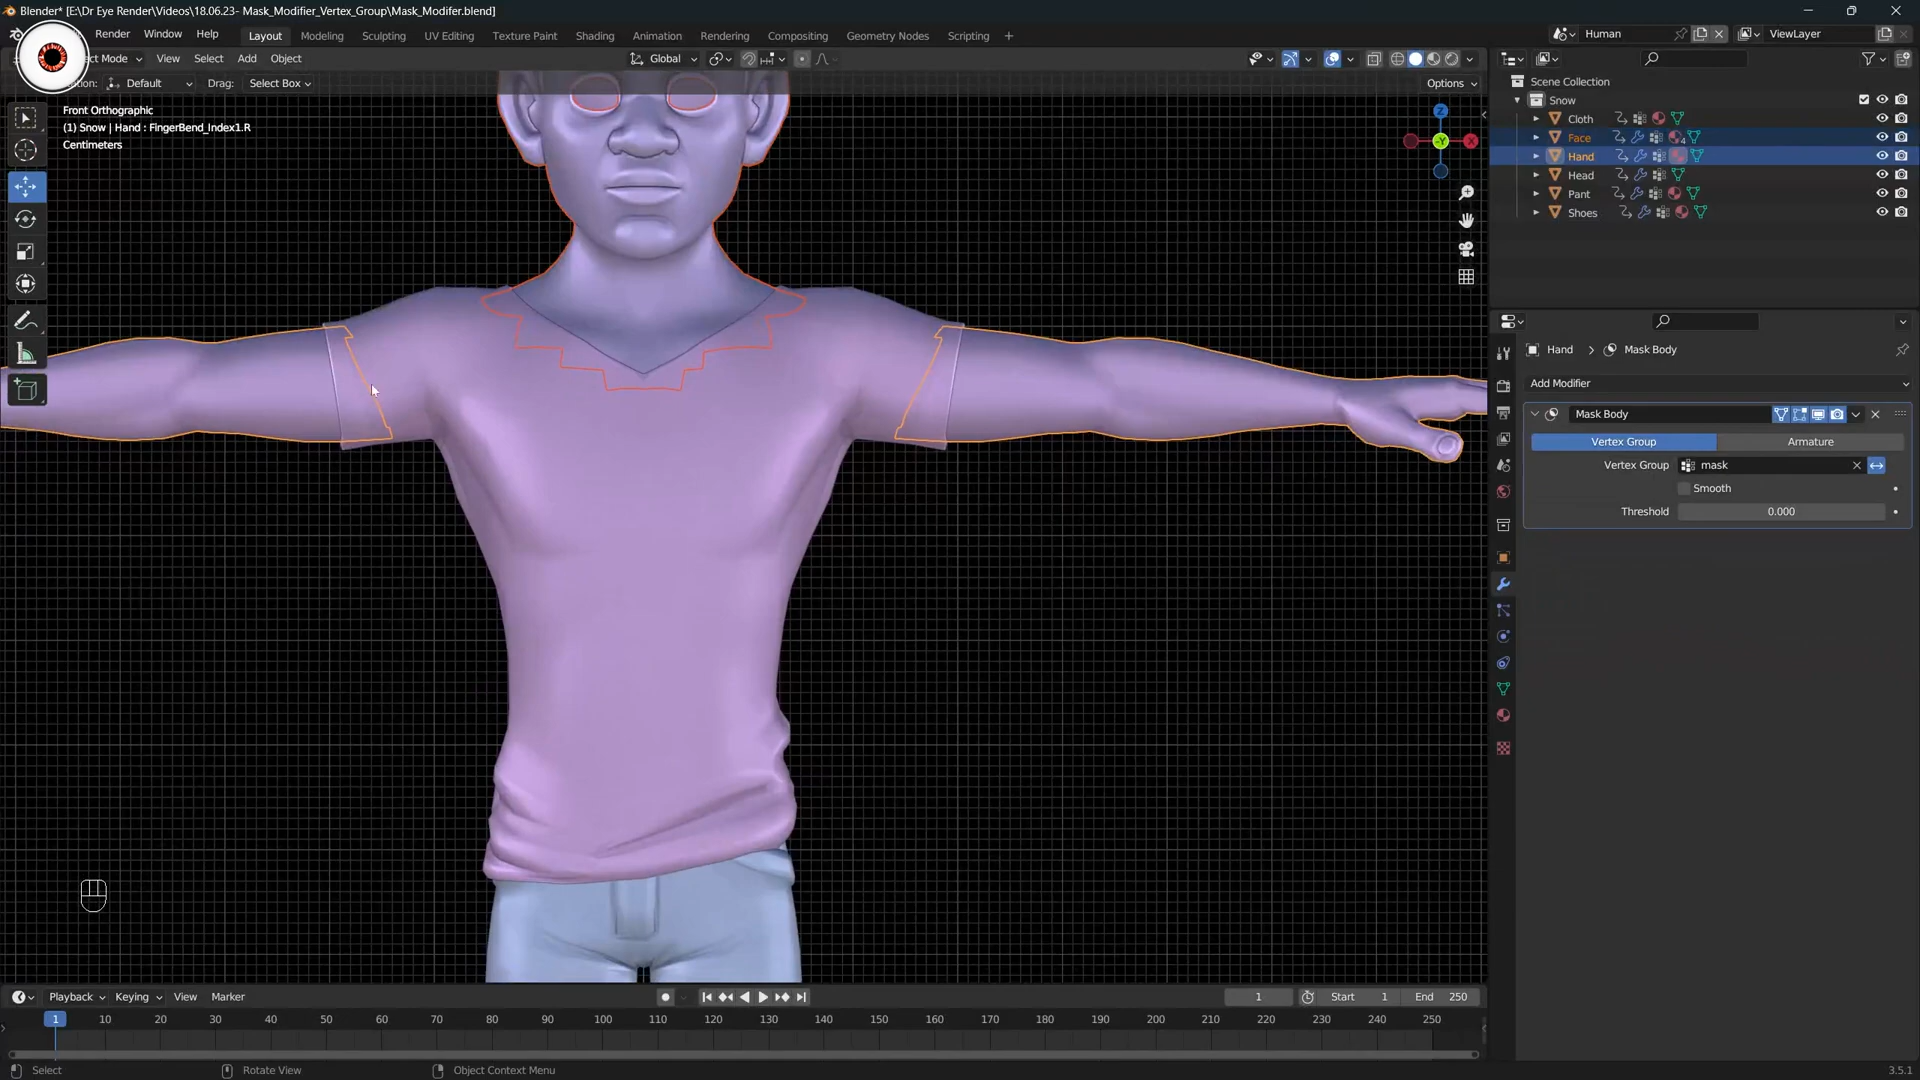 Blender* [E:\Dr Eye Render\Videos\18.06.23- Mask_Modifier_Vertex_Group\Mask_Modifer.blend]
Render Window Help
Layout Modeling Sculpting UV Editing Texture Paint Shading Animation Rendering Compositing Geometry Nodes Scripting +
Human ViewLayer
View Select Add Object
Global
Default Drag: Select Box
Options
Front Orthographic
(1) Snow | Hand : FingerBend_Index1.R
Centimeters
Z
-Y
X
Scene Collection
Snow
Cloth
Face 4
Hand
Head
Pant
Shoes
Hand > Mask Body
Add Modifier
Mask Body
Vertex Group Armature
Vertex Group mask
Smooth
Threshold 0.000
Playback Keying View Marker
1 Start 1 End 250
1 10 20 30 40 50 60 70 80 90 100 110 120 130 140 150 160 170 180 190 200 210 220 230 240 250
Select Rotate View Object Context Menu
3.5.1